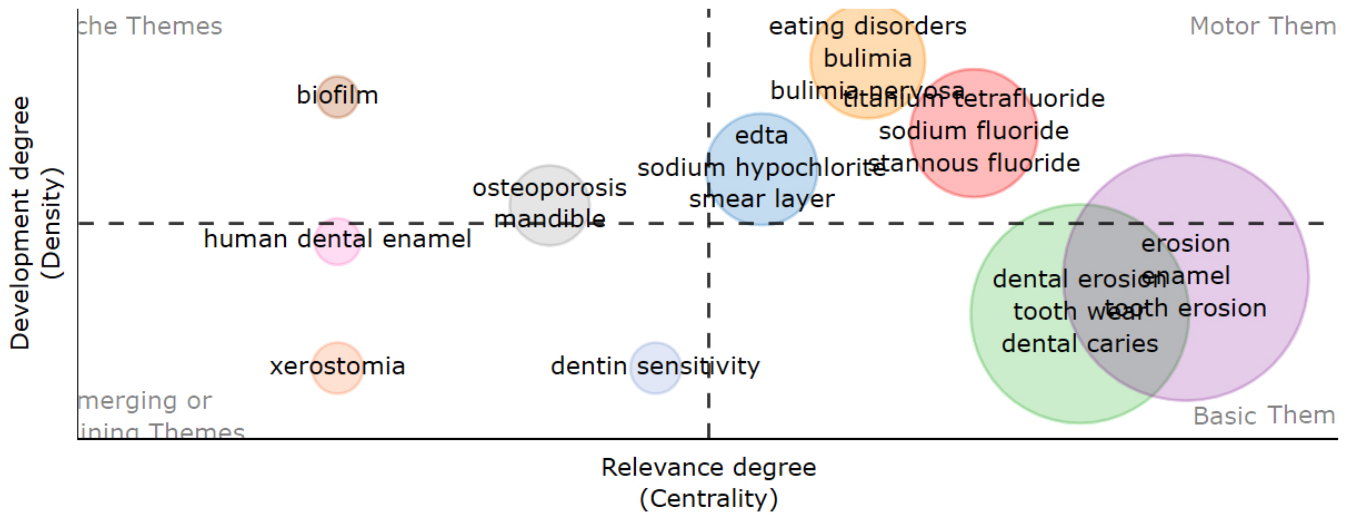 che Themes
Motor Them
eating disorders
bulimia
bulimia nervosa
titanium tetrafluoride
sodium fluoride
stannous fluoride
biofilm
edta
sodium hypochlorite
smear layer
osteoporosis
mandible
human dental enamel
erosion
enamel
tooth erosion
dental erosion
tooth wear
dental caries
xerostomia
dentin sensitivity
merging or
ining Themes
Basic Them
Development degree
(Density)
Relevance degree
(Centrality)